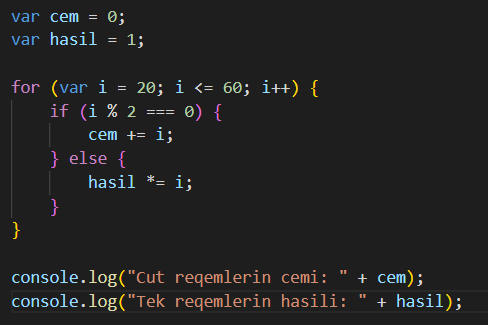 var cem = 0;
var hasil = 1;

for (var i = 20; i <= 60; i++) {
    if (i % 2 === 0) {
        cem += i;
    } else {
        hasil *= i;
    }
}

console.log("Cut reqemlerin cemi: " + cem);
console.log("Tek reqemlerin hasili: " + hasil);